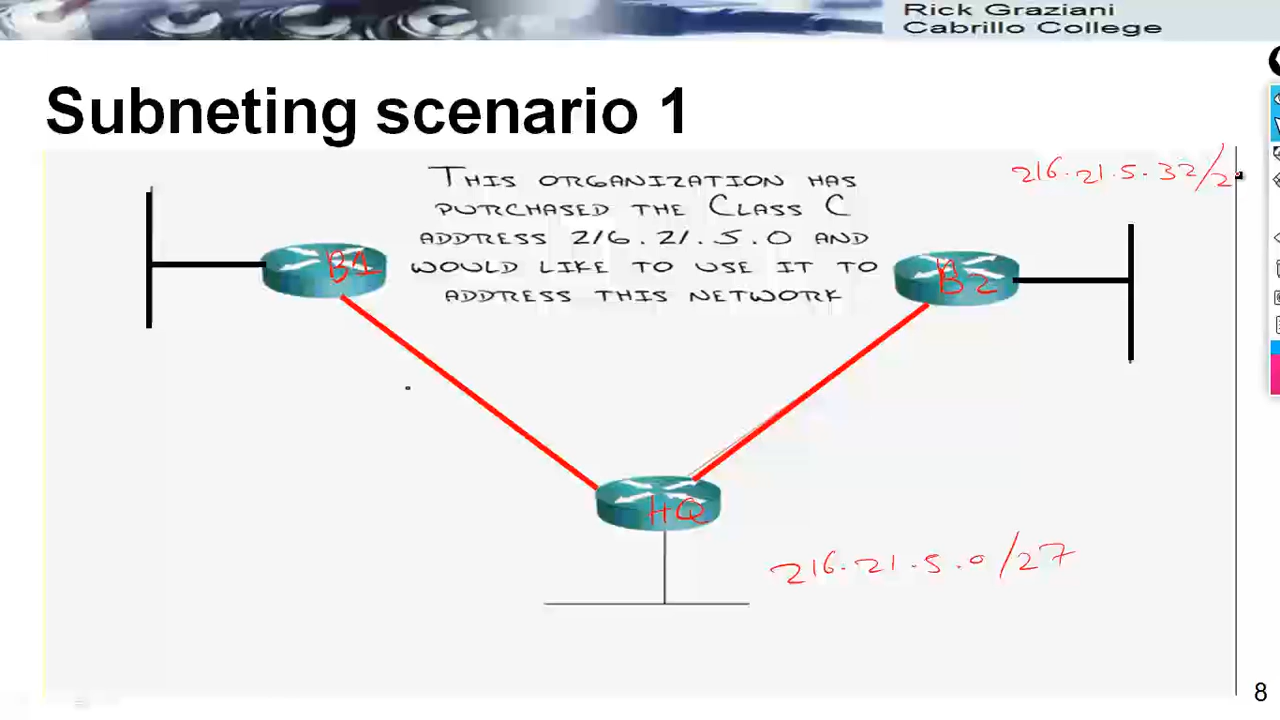 Rick Graziani
Cabrillo College
Subneting scenario 1
216.21.5.32/2
THIS ORGANIZATION HAS
PURCHASED THE CLASS C
ADDRESS 216.21.5.0 AND
WOULD LIKE TO USE IT TO
ADDRESS THIS NETWORK
B1
B2
HQ
216.21.5.0/27
8